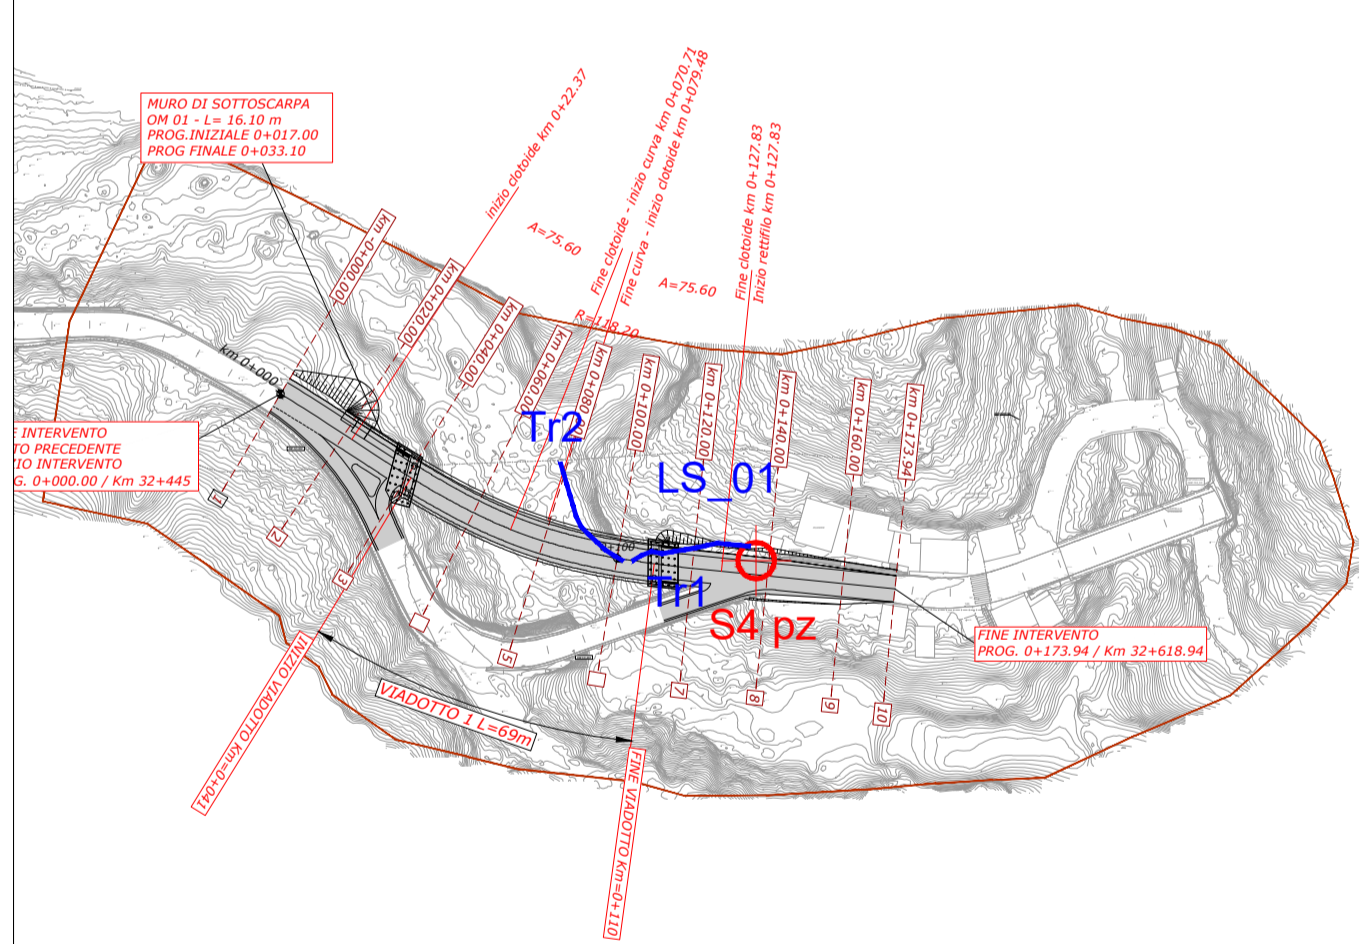 MURO DI SOTTOSCARPA
OM 01 - L= 16.10 m
PROG.INIZIALE 0+017.00
PROG FINALE 0+033.10
inizio clotoide km 0+22.37
Fine clotoide - inizio curva km 0+070.71
Fine curva - inizio clotoide km 0+079.48
Fine clotoide km 0+127.83
Inizio rettifilo km 0+127.83
A=75.60
A=75.60
R=118.20
km -0+000.00
km 0+020.00
km 0+040.00
km 0+060.00
km 0+080.00
km 0+100.00
km 0+120.00
km 0+140.00
km 0+160.00
km 0+173.94
km 0+000
E INTERVENTO
TO PRECEDENTE
IO INTERVENTO
G. 0+000.00 / Km 32+445
Tr2
LS_01
0+100
Tr1
S4 pz
FINE INTERVENTO
PROG. 0+173.94 / Km 32+618.94
1
2
3
5
7
8
9
10
VIADOTTO 1 L=69m
INIZIO VIADOTTO Km=0+041
FINE VIADOTTO Km=0+110